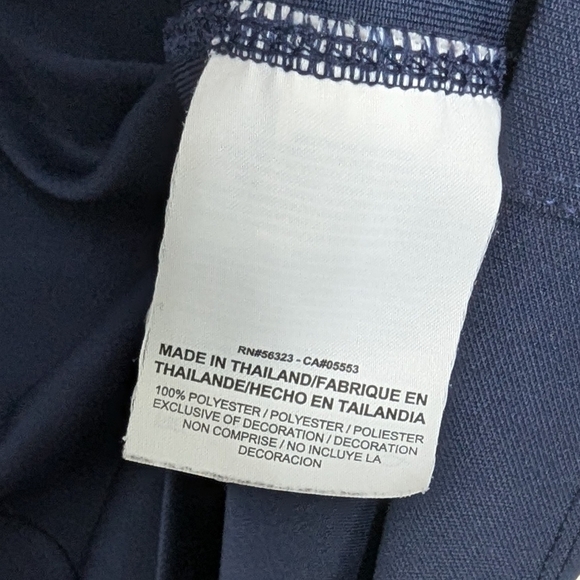 RN#56323 - CA#05553
MADE IN THAILAND/FABRIQUE EN
THAILANDE/HECHO EN TAILANDIA
100% POLYESTER / POLYESTER / POLIESTER
EXCLUSIVE OF DECORATION / DECORATION
NON COMPRISE / NO INCLUYE LA
DECORACION